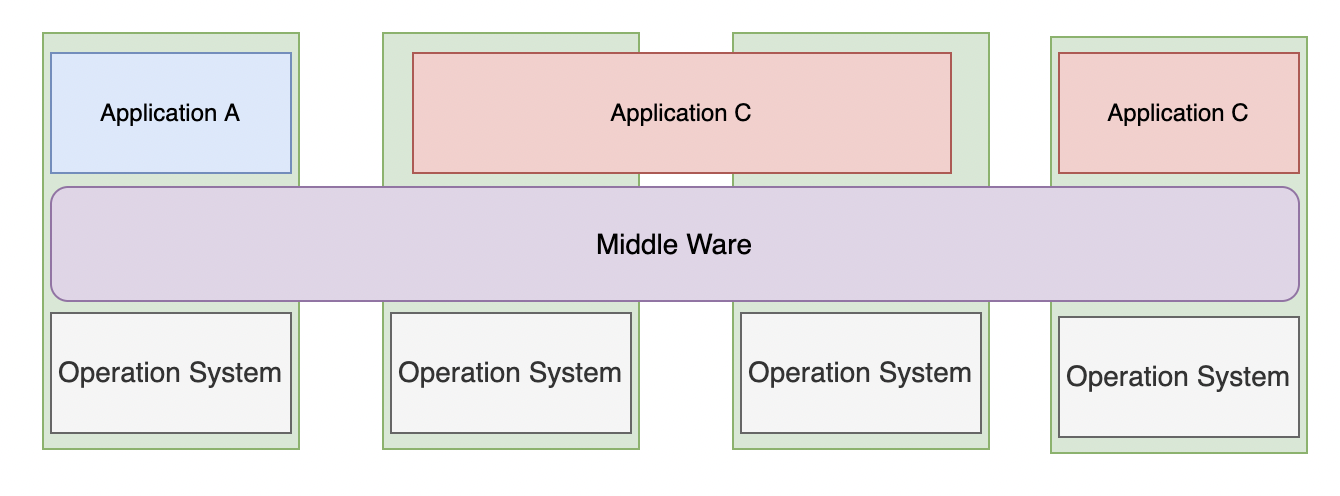 Application A
Application C
Application C
Middle Ware
Operation System
Operation System
Operation System
Operation System